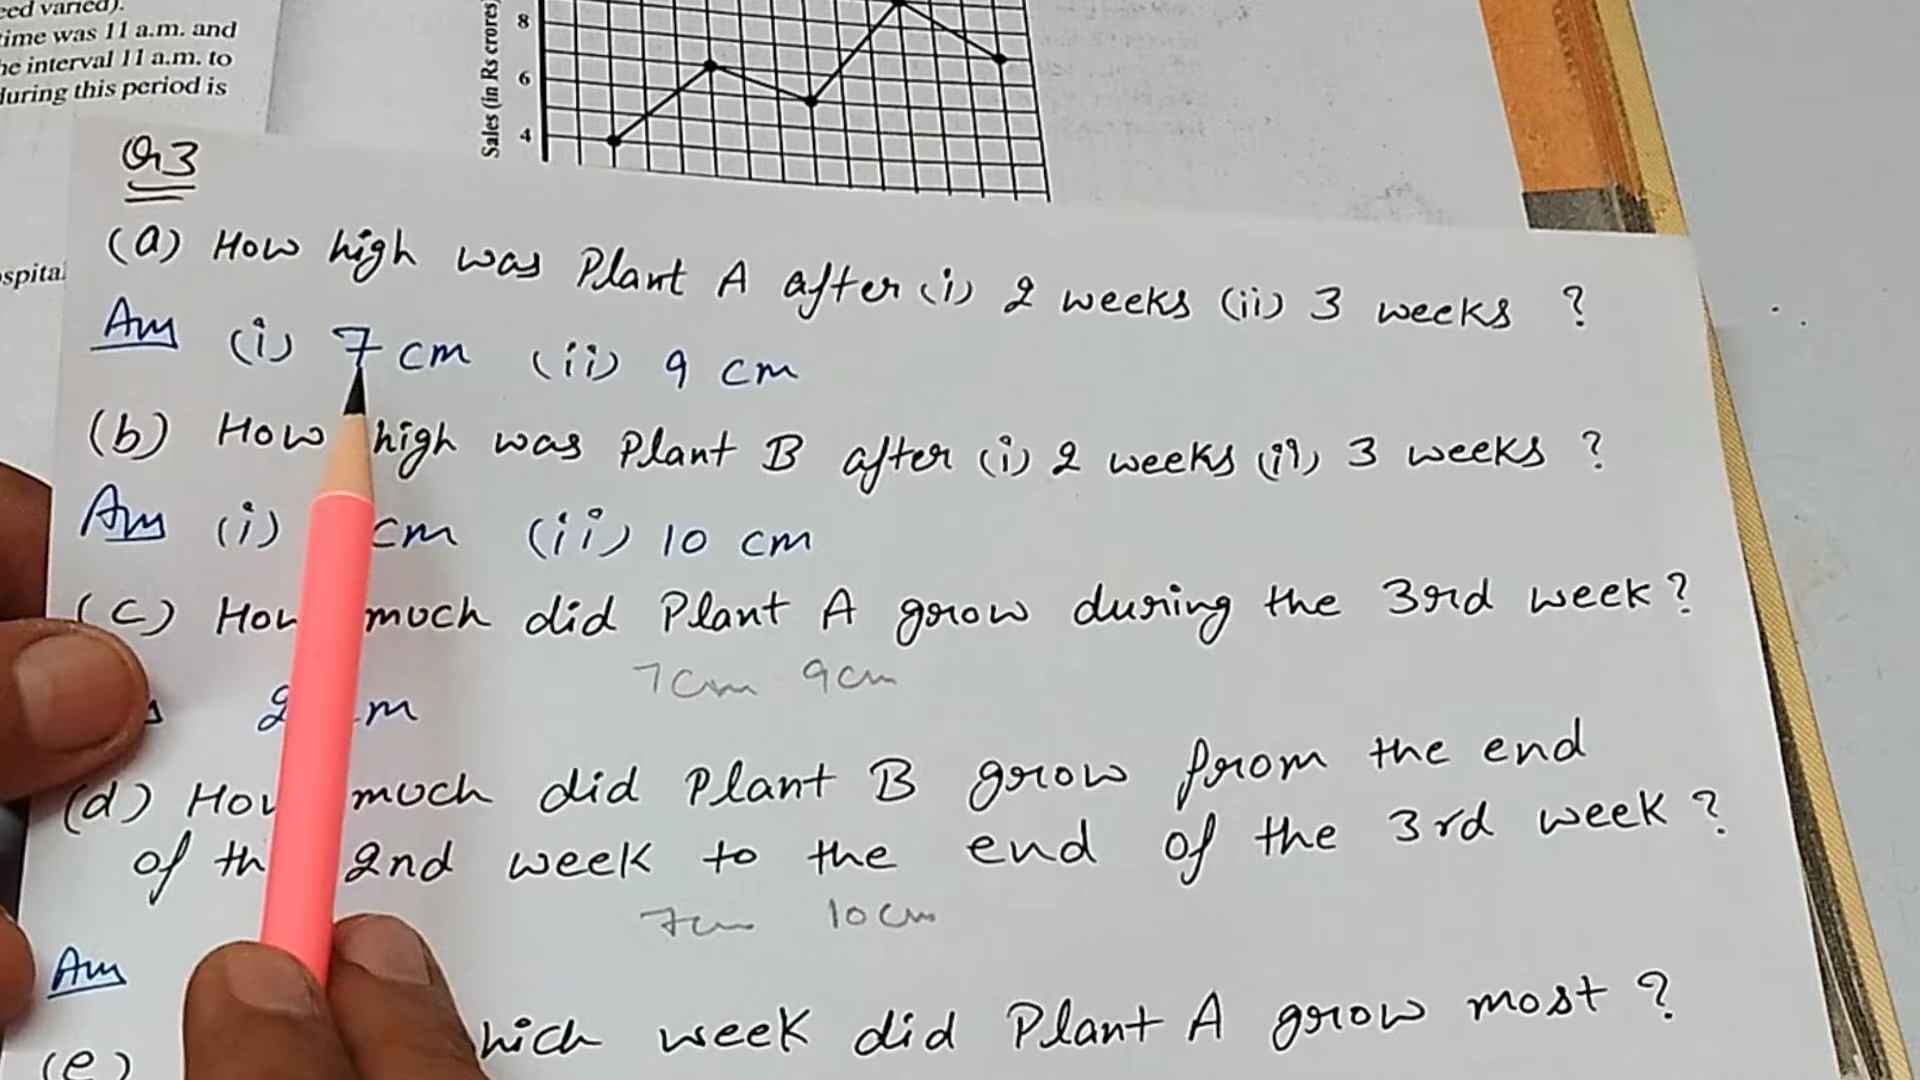 time was 11 a.m. and
he interval 11 a.m. to
during this period is
Sales (in Rs crores)
8
6
4
Qr 3
(a) How high was Plant A after (i) 2 weeks (ii) 3 weeks ?
Ans (i) 7 cm (ii) 9 cm
(b) How high was Plant B after (i) 2 weeks (ii) 3 weeks ?
Ans (i) cm (ii) 10 cm
(c) How much did Plant A grow during the 3rd week?
7cm 9cm
2 m
(d) How much did Plant B grow from the end
of th 2nd week to the end of the 3rd week ?
7cm 10cm
Ans
(e) hich week did Plant A grow most ?